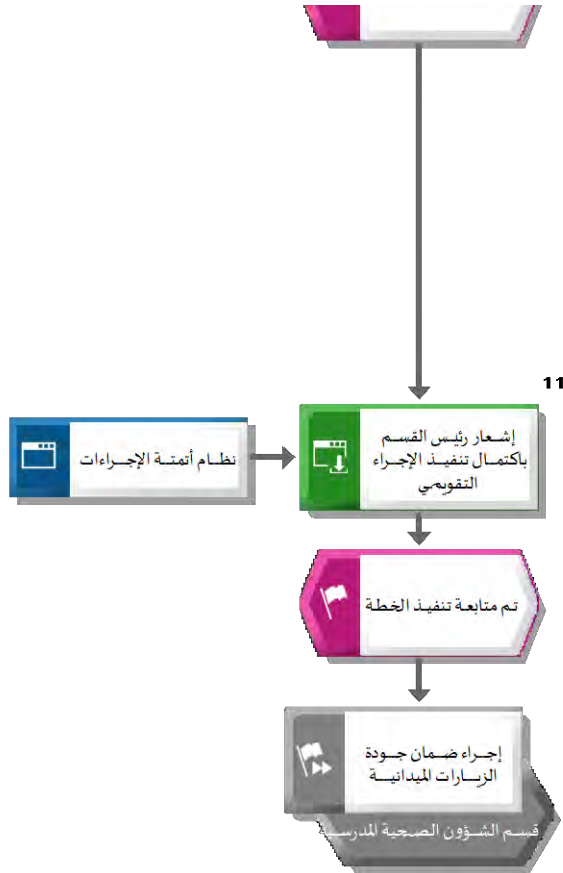 11
إشعار رئيس القسم
باكتمال تنفيذ الإجراء
التقويمي
نظام أتمتة الإجراءات
تم متابعة تنفيذ الخطة
إجراء ضمان جودة
الزيارات الميدانية
قسم الشؤون الصحية المدرسية